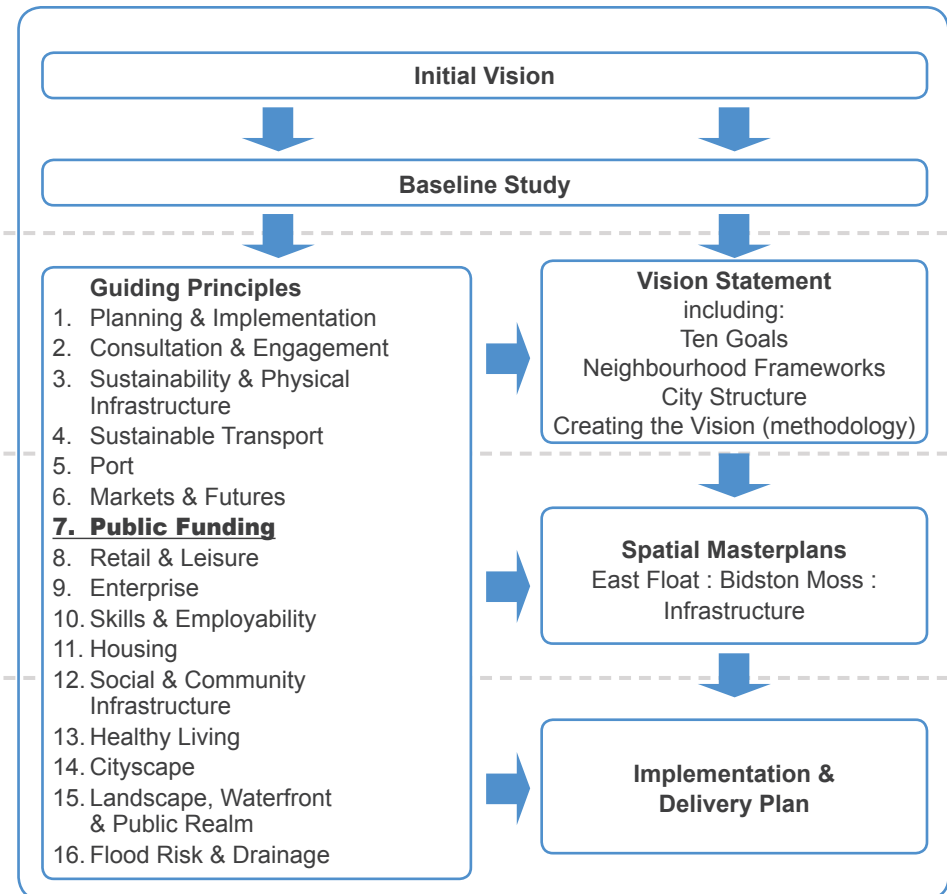 Initial Vision
Baseline Study
Guiding Principles
1. Planning & Implementation
2. Consultation & Engagement
3. Sustainability & Physical
Infrastructure
4. Sustainable Transport
5. Port
6. Markets & Futures
7. Public Funding
8. Retail & Leisure
9. Enterprise
10. Skills & Employability
11. Housing
12. Social & Community
Infrastructure
13. Healthy Living
14. Cityscape
15. Landscape, Waterfront
& Public Realm
16. Flood Risk & Drainage
Vision Statement
including:
Ten Goals
Neighbourhood Frameworks
City Structure
Creating the Vision (methodology)
Spatial Masterplans
East Float : Bidston Moss :
Infrastructure
Implementation &
Delivery Plan